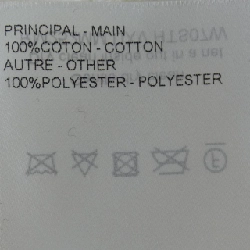 PRINCIPAL - MAIN
100%COTON - COTTON
AUTRE - OTHER
100%POLYESTER - POLYESTER
F